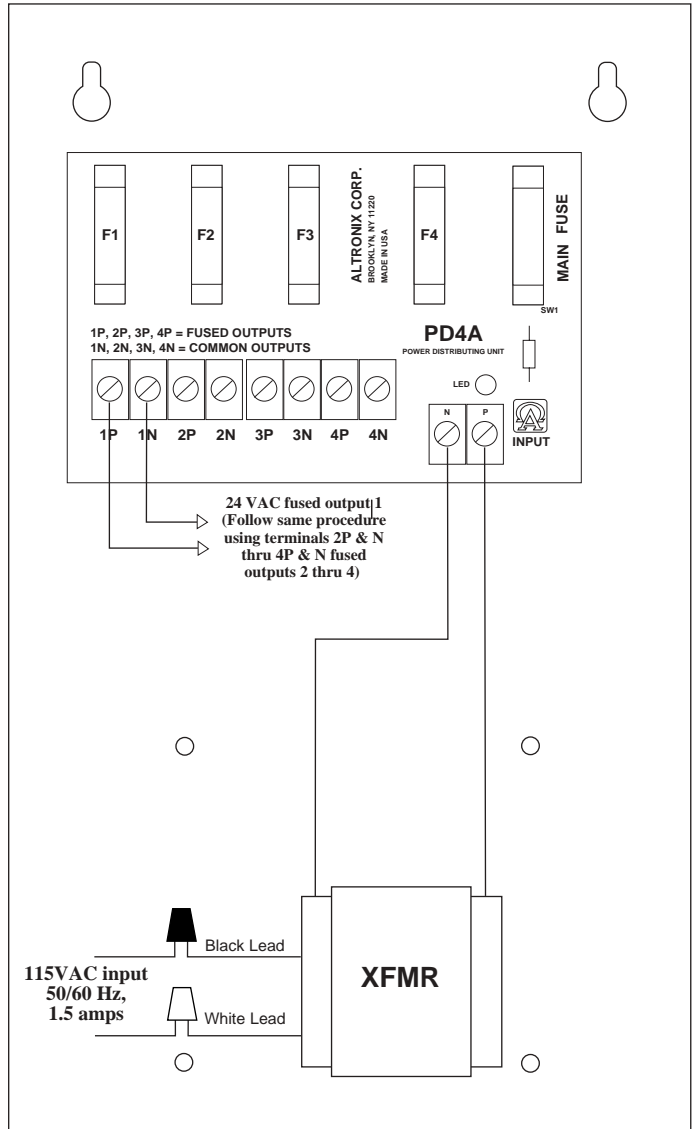 F1
F2
F3
ALTRONIX CORP.
BROOKLYN, NY 11220
MADE IN USA
F4
MAIN FUSE
SW1
1P, 2P, 3P, 4P = FUSED OUTPUTS
1N, 2N, 3N, 4N = COMMON OUTPUTS
PD4A
POWER DISTRIBUTING UNIT
LED
1P 1N 2P 2N 3P 3N 4P 4N
N P
INPUT
24 VAC fused output 1
(Follow same procedure
using terminals 2P & N
thru 4P & N fused
outputs 2 thru 4)
Black Lead
115VAC input
50/60 Hz,
1.5 amps
White Lead
XFMR